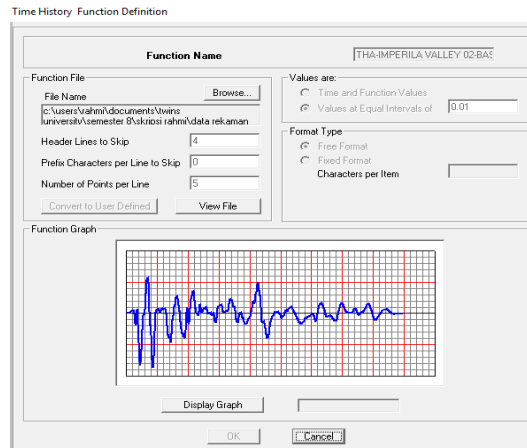 Time History Function Definition
Function Name
THA-IMPERILA VALLEY 02-BAS
Function File
File Name
Browse...
c:\users\rahmi\documents\twins
university\semester 8\skripsi rahmi\data rekaman
Header Lines to Skip
4
Prefix Characters per Line to Skip
0
Number of Points per Line
5
Convert to User Defined
View File
Values are:
Time and Function Values
Values at Equal Intervals of
0.01
Format Type
Free Format
Fixed Format
Characters per Item
Function Graph
Display Graph
OK
Cancel